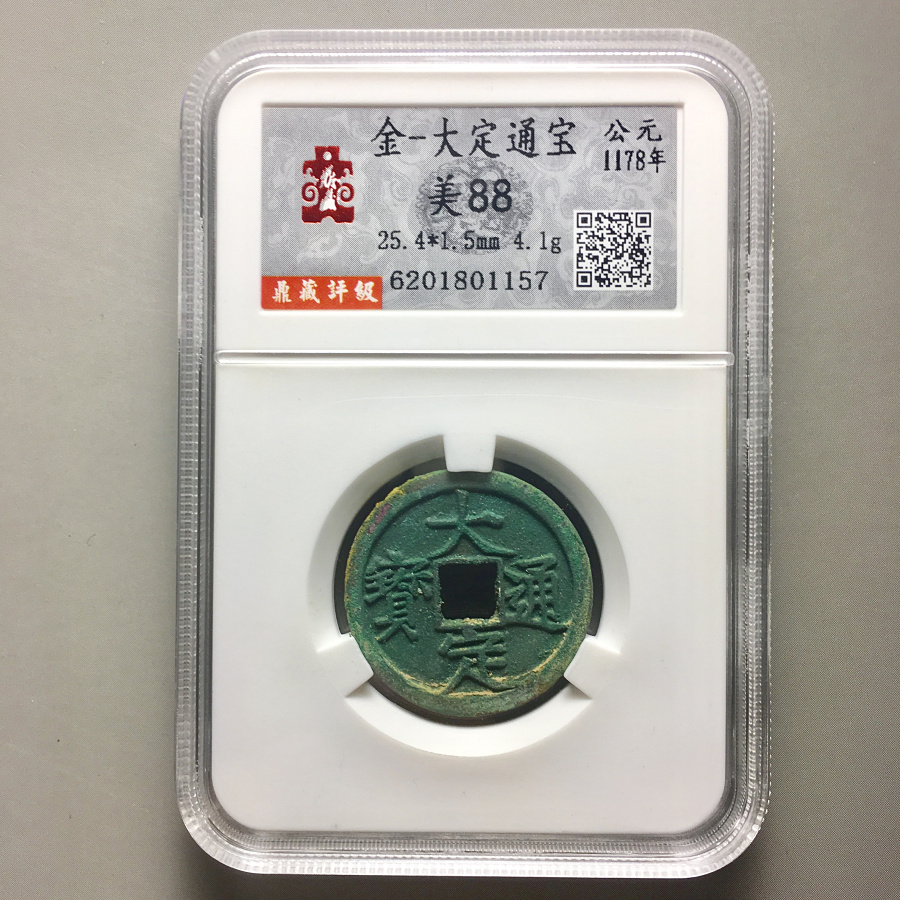 金-大定通宝
公元
1178年
美88
25.4*1.5mm 4.1g
鼎藏評級
6201801157
大定通寶